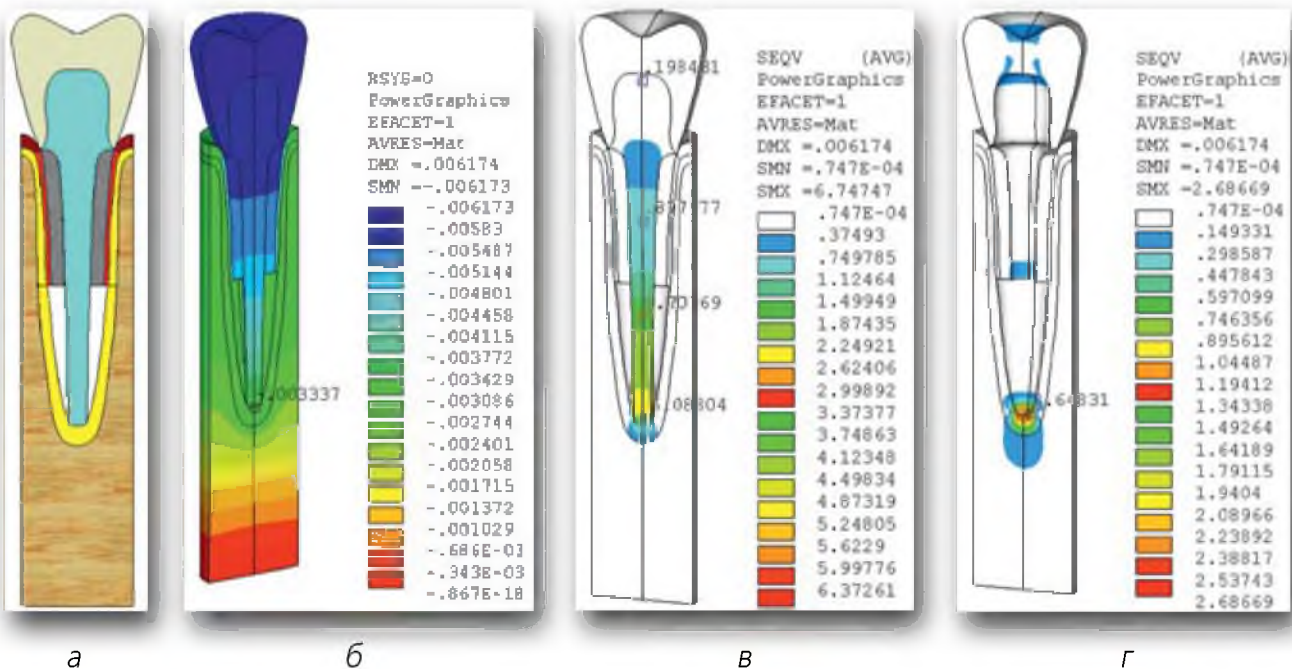 RSYS=0
PowerGraphics
EFACET=1
AVRES=Mat
DMX =.006174
SMN =-.006173
-.006173
-.00583
-.005487
-.005144
-.004801
-.004458
-.004115
-.003772
-.003429
-.003086
-.002744
-.002401
-.002058
-.001715
-.001372
-.001029
-.686E-03
-.343E-03
-.867E-18
-.003337
SEQV (AVG)
PowerGraphics
EFACET=1
AVRES=Mat
DMX =.006174
SMN =.747E-04
SMX =6.74747
.747E-04
.37493
.749785
1.12464
1.49949
1.87435
2.24921
2.62406
2.99892
3.37377
3.74863
4.12348
4.49834
4.87319
5.24805
5.6229
5.99776
6.37261
SEQV (AVG)
PowerGraphics
EFACET=1
AVRES=Mat
DMX =.006174
SMN =.747E-04
SMX =2.68669
.747E-04
.149331
.298587
.447843
.597099
.746356
.895612
1.04487
1.19412
1.34338
1.49264
1.64189
1.79115
1.9404
2.08966
2.23892
2.38817
2.53743
2.68669
а
б
в
г